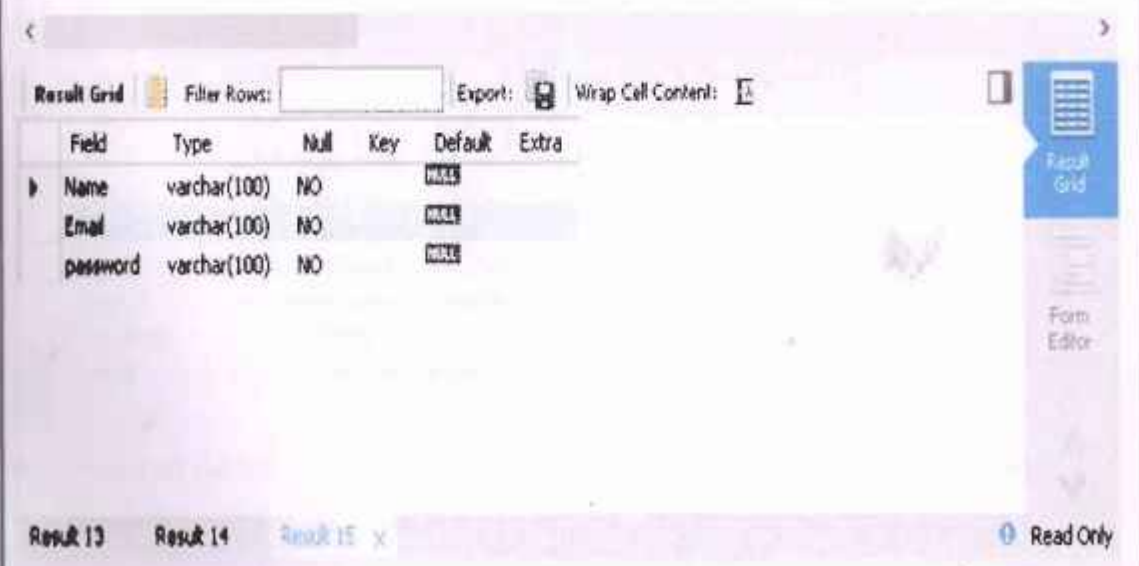 Result Grid Filter Rows: Export: Wrap Cell Content:
Field Type Null Key Default Extra
Name varchar(100) NO NULL
Email varchar(100) NO NULL
password varchar(100) NO NULL
Result Grid
Form Editor
Result 13 Result 14 Result 15 x Read Only